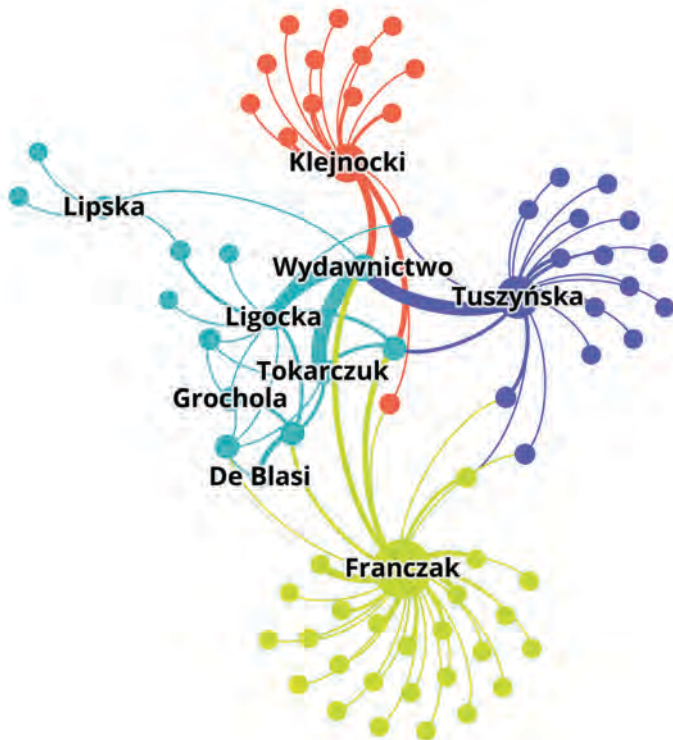 Klejnocki
Lipska
Wydawnictwo
Tuszyńska
Ligocka
Tokarczuk
Grochola
De Blasi
Franczak